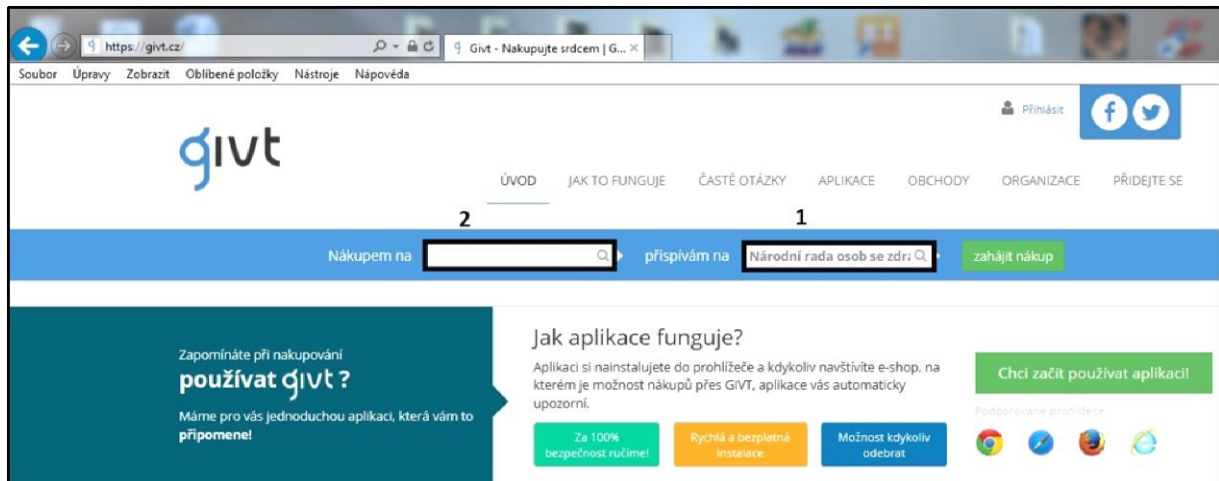 https://givt.cz/
Givt - Nakupujte srdcem | G...
Soubor Úpravy Zobrazit Oblíbené položky Nástroje Nápověda
Přihlásit
givt
ÚVOD JAK TO FUNGUJE ČASTÉ OTÁZKY APLIKACE OBCHODY ORGANIZACE PŘIDEJTE SE
2 1
Nákupem na přispívám na Národní rada osob se zdra zahájit nákup
Zapomínáte při nakupování
používat givt ?
Máme pro vás jednoduchou aplikaci, která vám to
připomene!
Jak aplikace funguje?
Aplikaci si nainstalujete do prohlížeče a kdykoliv navštívíte e-shop, na
kterém je možnost nákupů přes GIVT, aplikace vás automaticky
upozorní.
Za 100%
bezpečnost ručíme!
Rychlá a bezplatná
instalace
Možnost kdykoliv
odebrat
Chci začít používat aplikaci!
Podporované prohlížeče